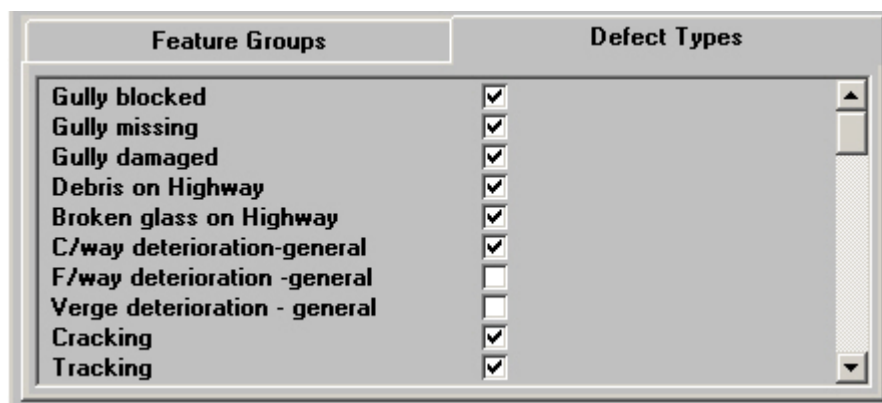 Feature Groups
Defect Types
Gully blocked
Gully missing
Gully damaged
Debris on Highway
Broken glass on Highway
C/way deterioration-general
F/way deterioration -general
Verge deterioration - general
Cracking
Tracking